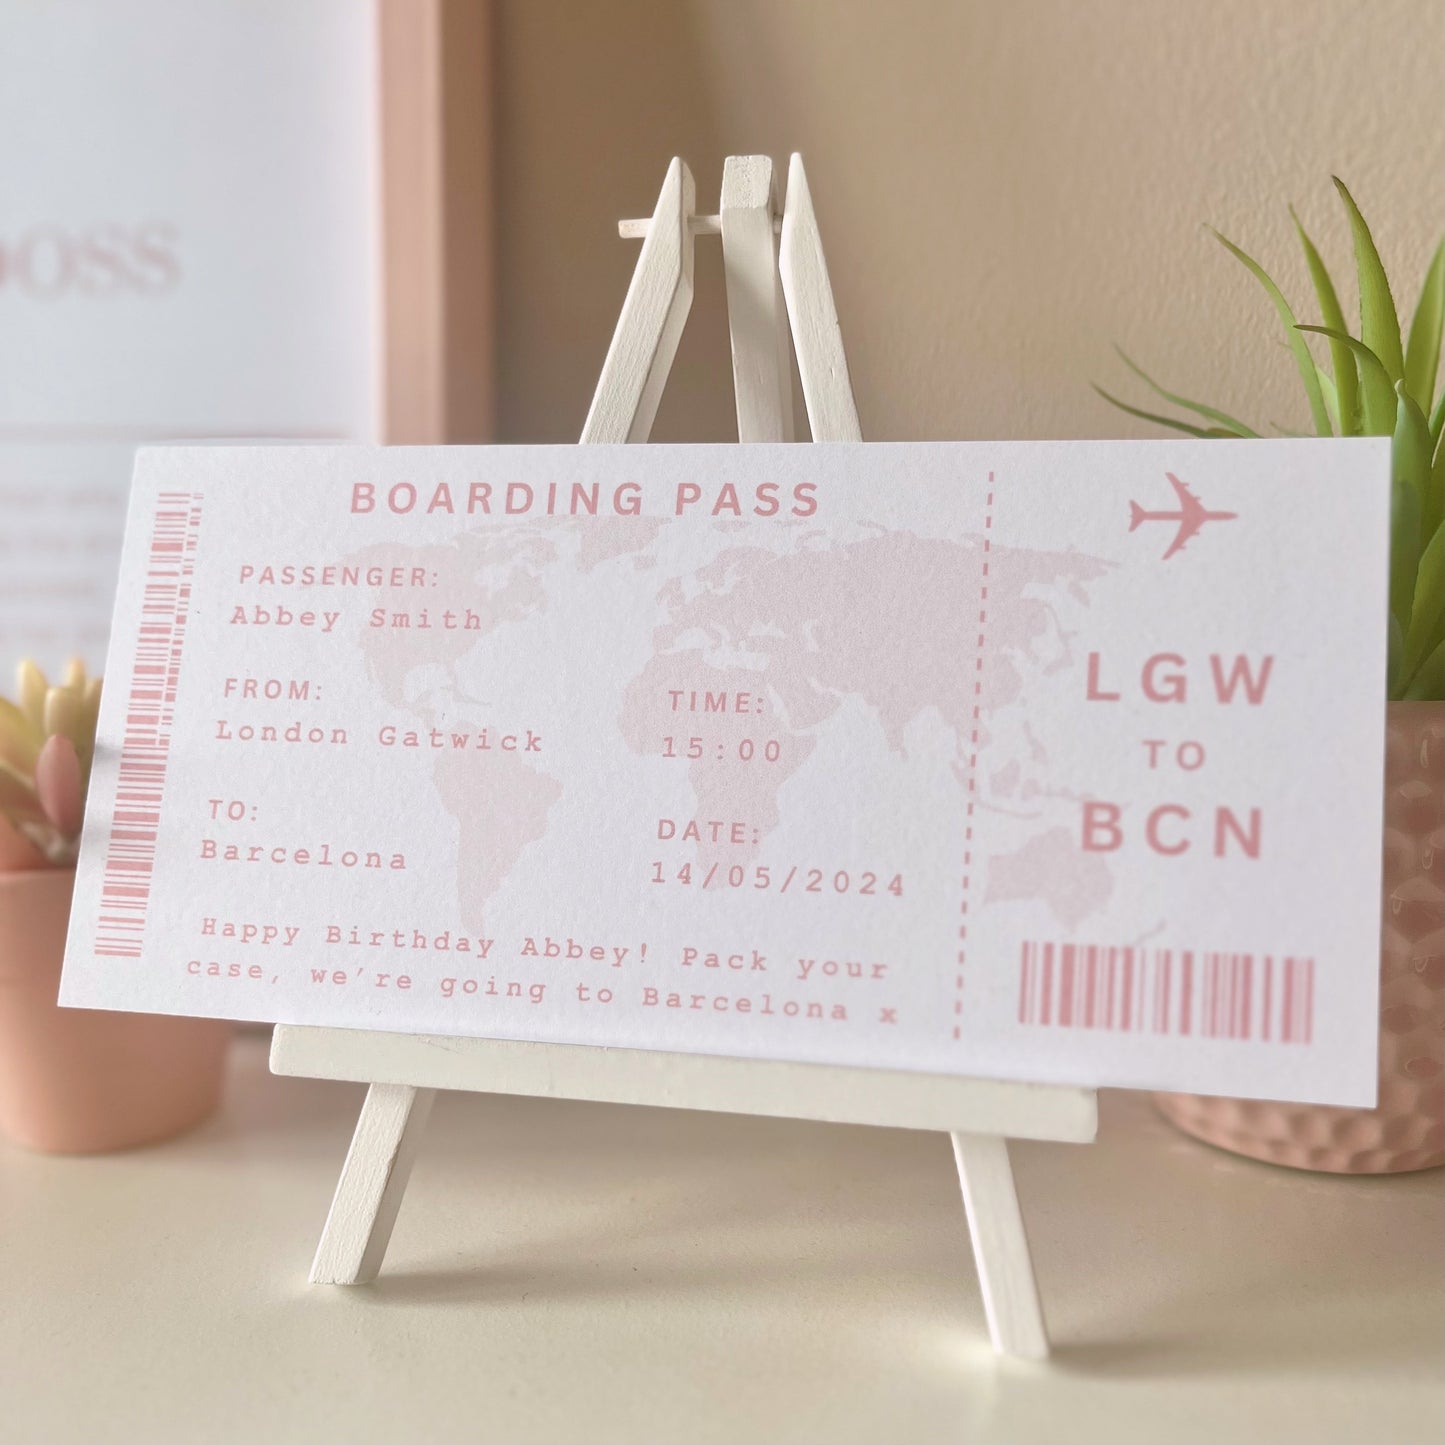 BOARDING PASS
PASSENGER:
Abbey Smith
FROM:
London Gatwick
TO:
Barcelona
TIME:
15:00
DATE:
14/05/2024
Happy Birthday Abbey! Pack your
case, we're going to Barcelona x
LGW
TO
BCN